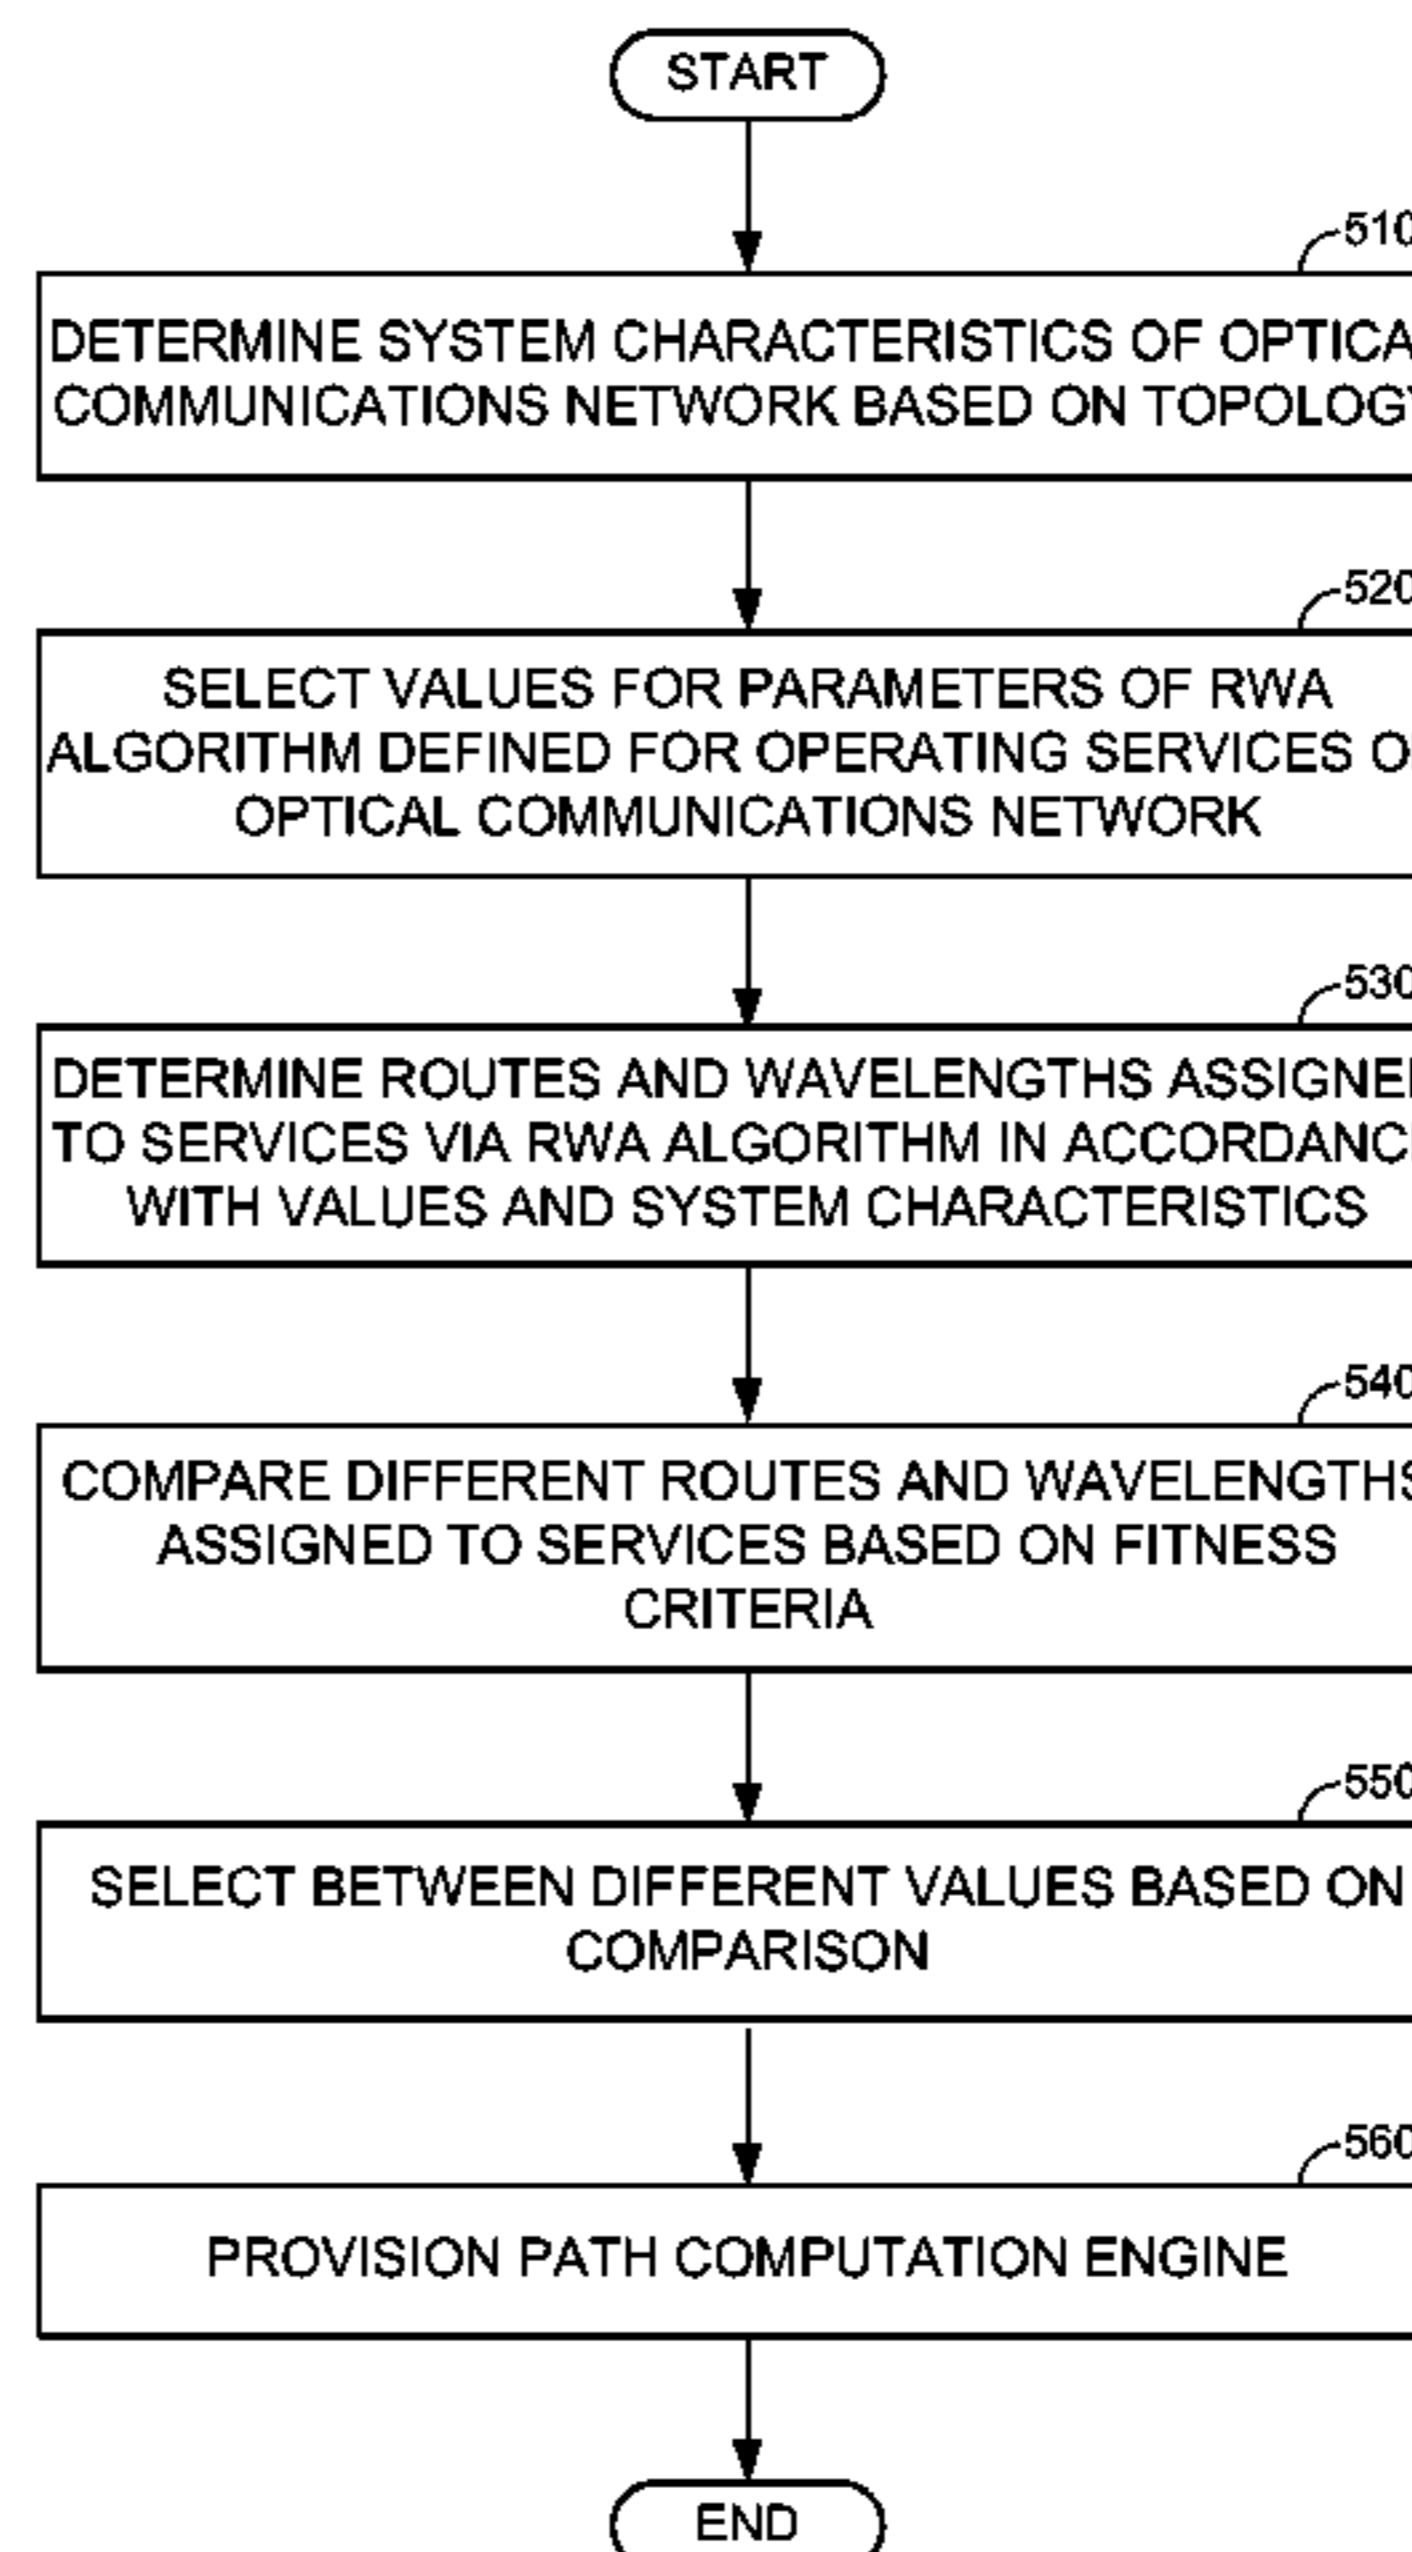 START
510
DETERMINE SYSTEM CHARACTERISTICS OF OPTICA
COMMUNICATIONS NETWORK BASED ON TOPOLOGY
520
SELECT VALUES FOR PARAMETERS OF RWA
ALGORITHM DEFINED FOR OPERATING SERVICES O
OPTICAL COMMUNICATIONS NETWORK
530
DETERMINE ROUTES AND WAVELENGTHS ASSIGNE
TO SERVICES VIA RWA ALGORITHM IN ACCORDANC
WITH VALUES AND SYSTEM CHARACTERISTICS
540
COMPARE DIFFERENT ROUTES AND WAVELENGTHS
ASSIGNED TO SERVICES BASED ON FITNESS
CRITERIA
550
SELECT BETWEEN DIFFERENT VALUES BASED ON
COMPARISON
560
PROVISION PATH COMPUTATION ENGINE
END